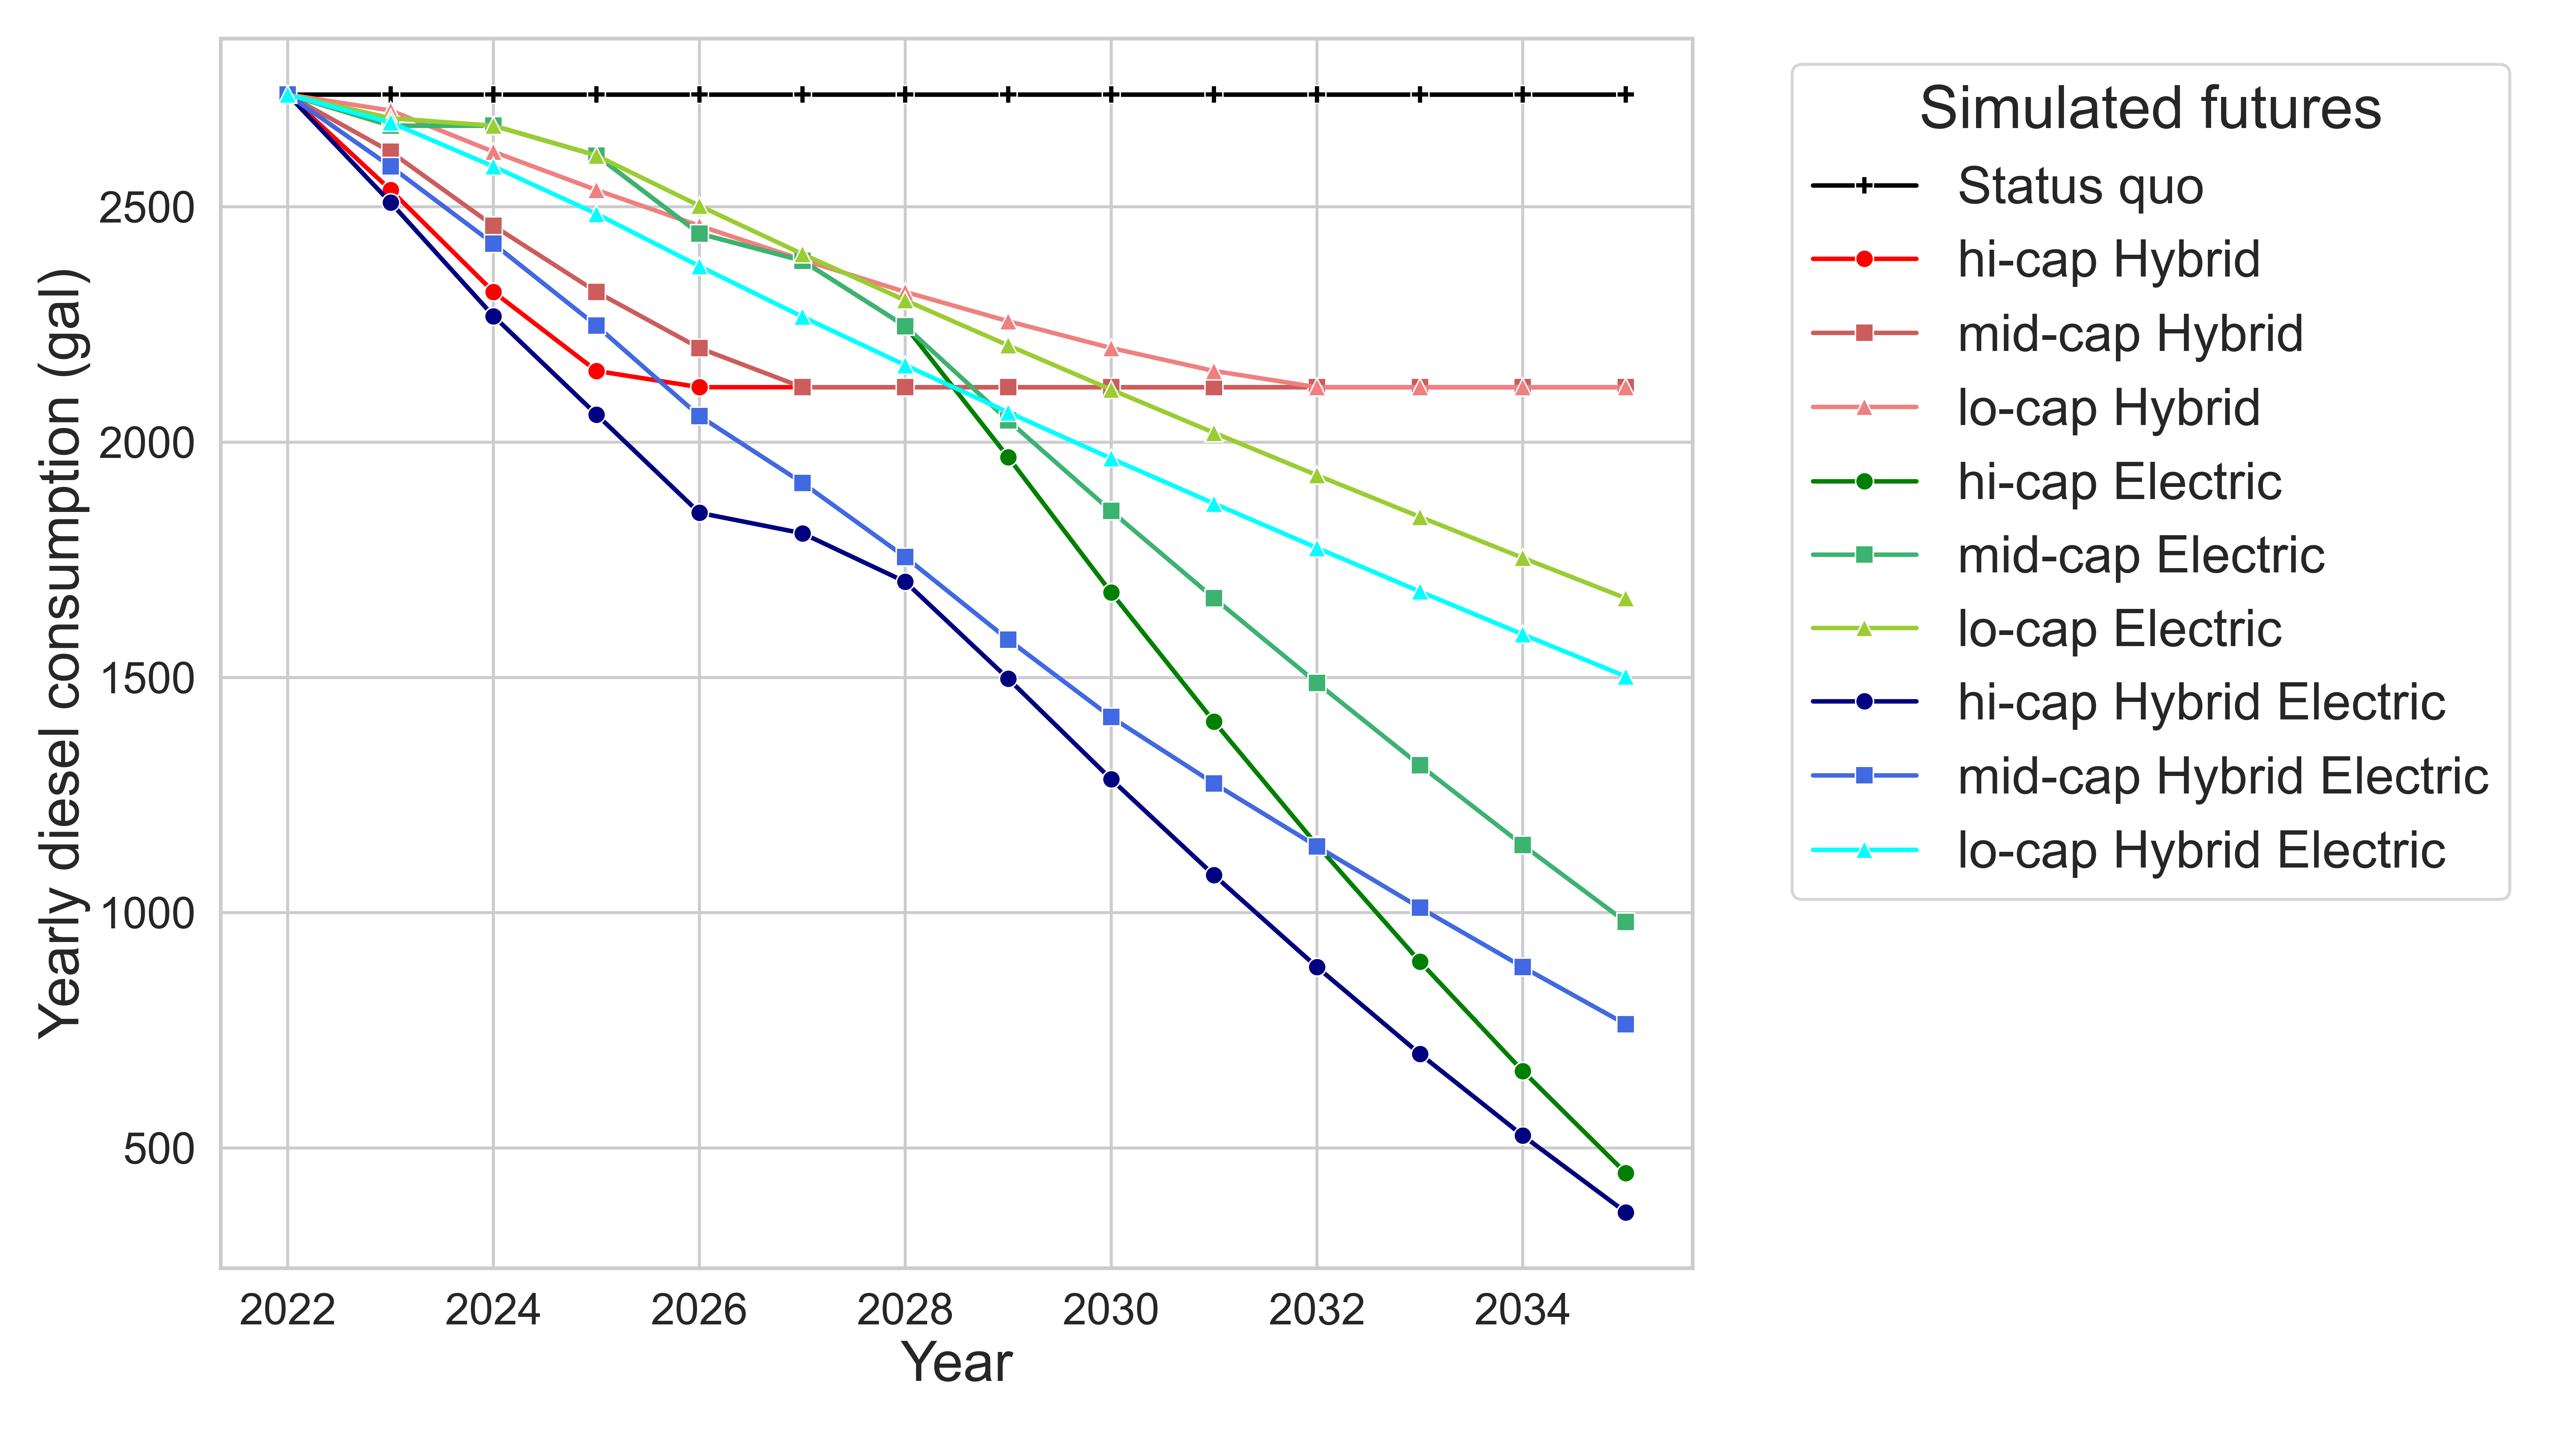 Yearly diesel consumption (gal)
2500
2000
1500
1000
500
2022 2024 2026 2028 2030 2032 2034
Year
Simulated futures
Status quo
hi-cap Hybrid
mid-cap Hybrid
lo-cap Hybrid
hi-cap Electric
mid-cap Electric
lo-cap Electric
hi-cap Hybrid Electric
mid-cap Hybrid Electric
lo-cap Hybrid Electric